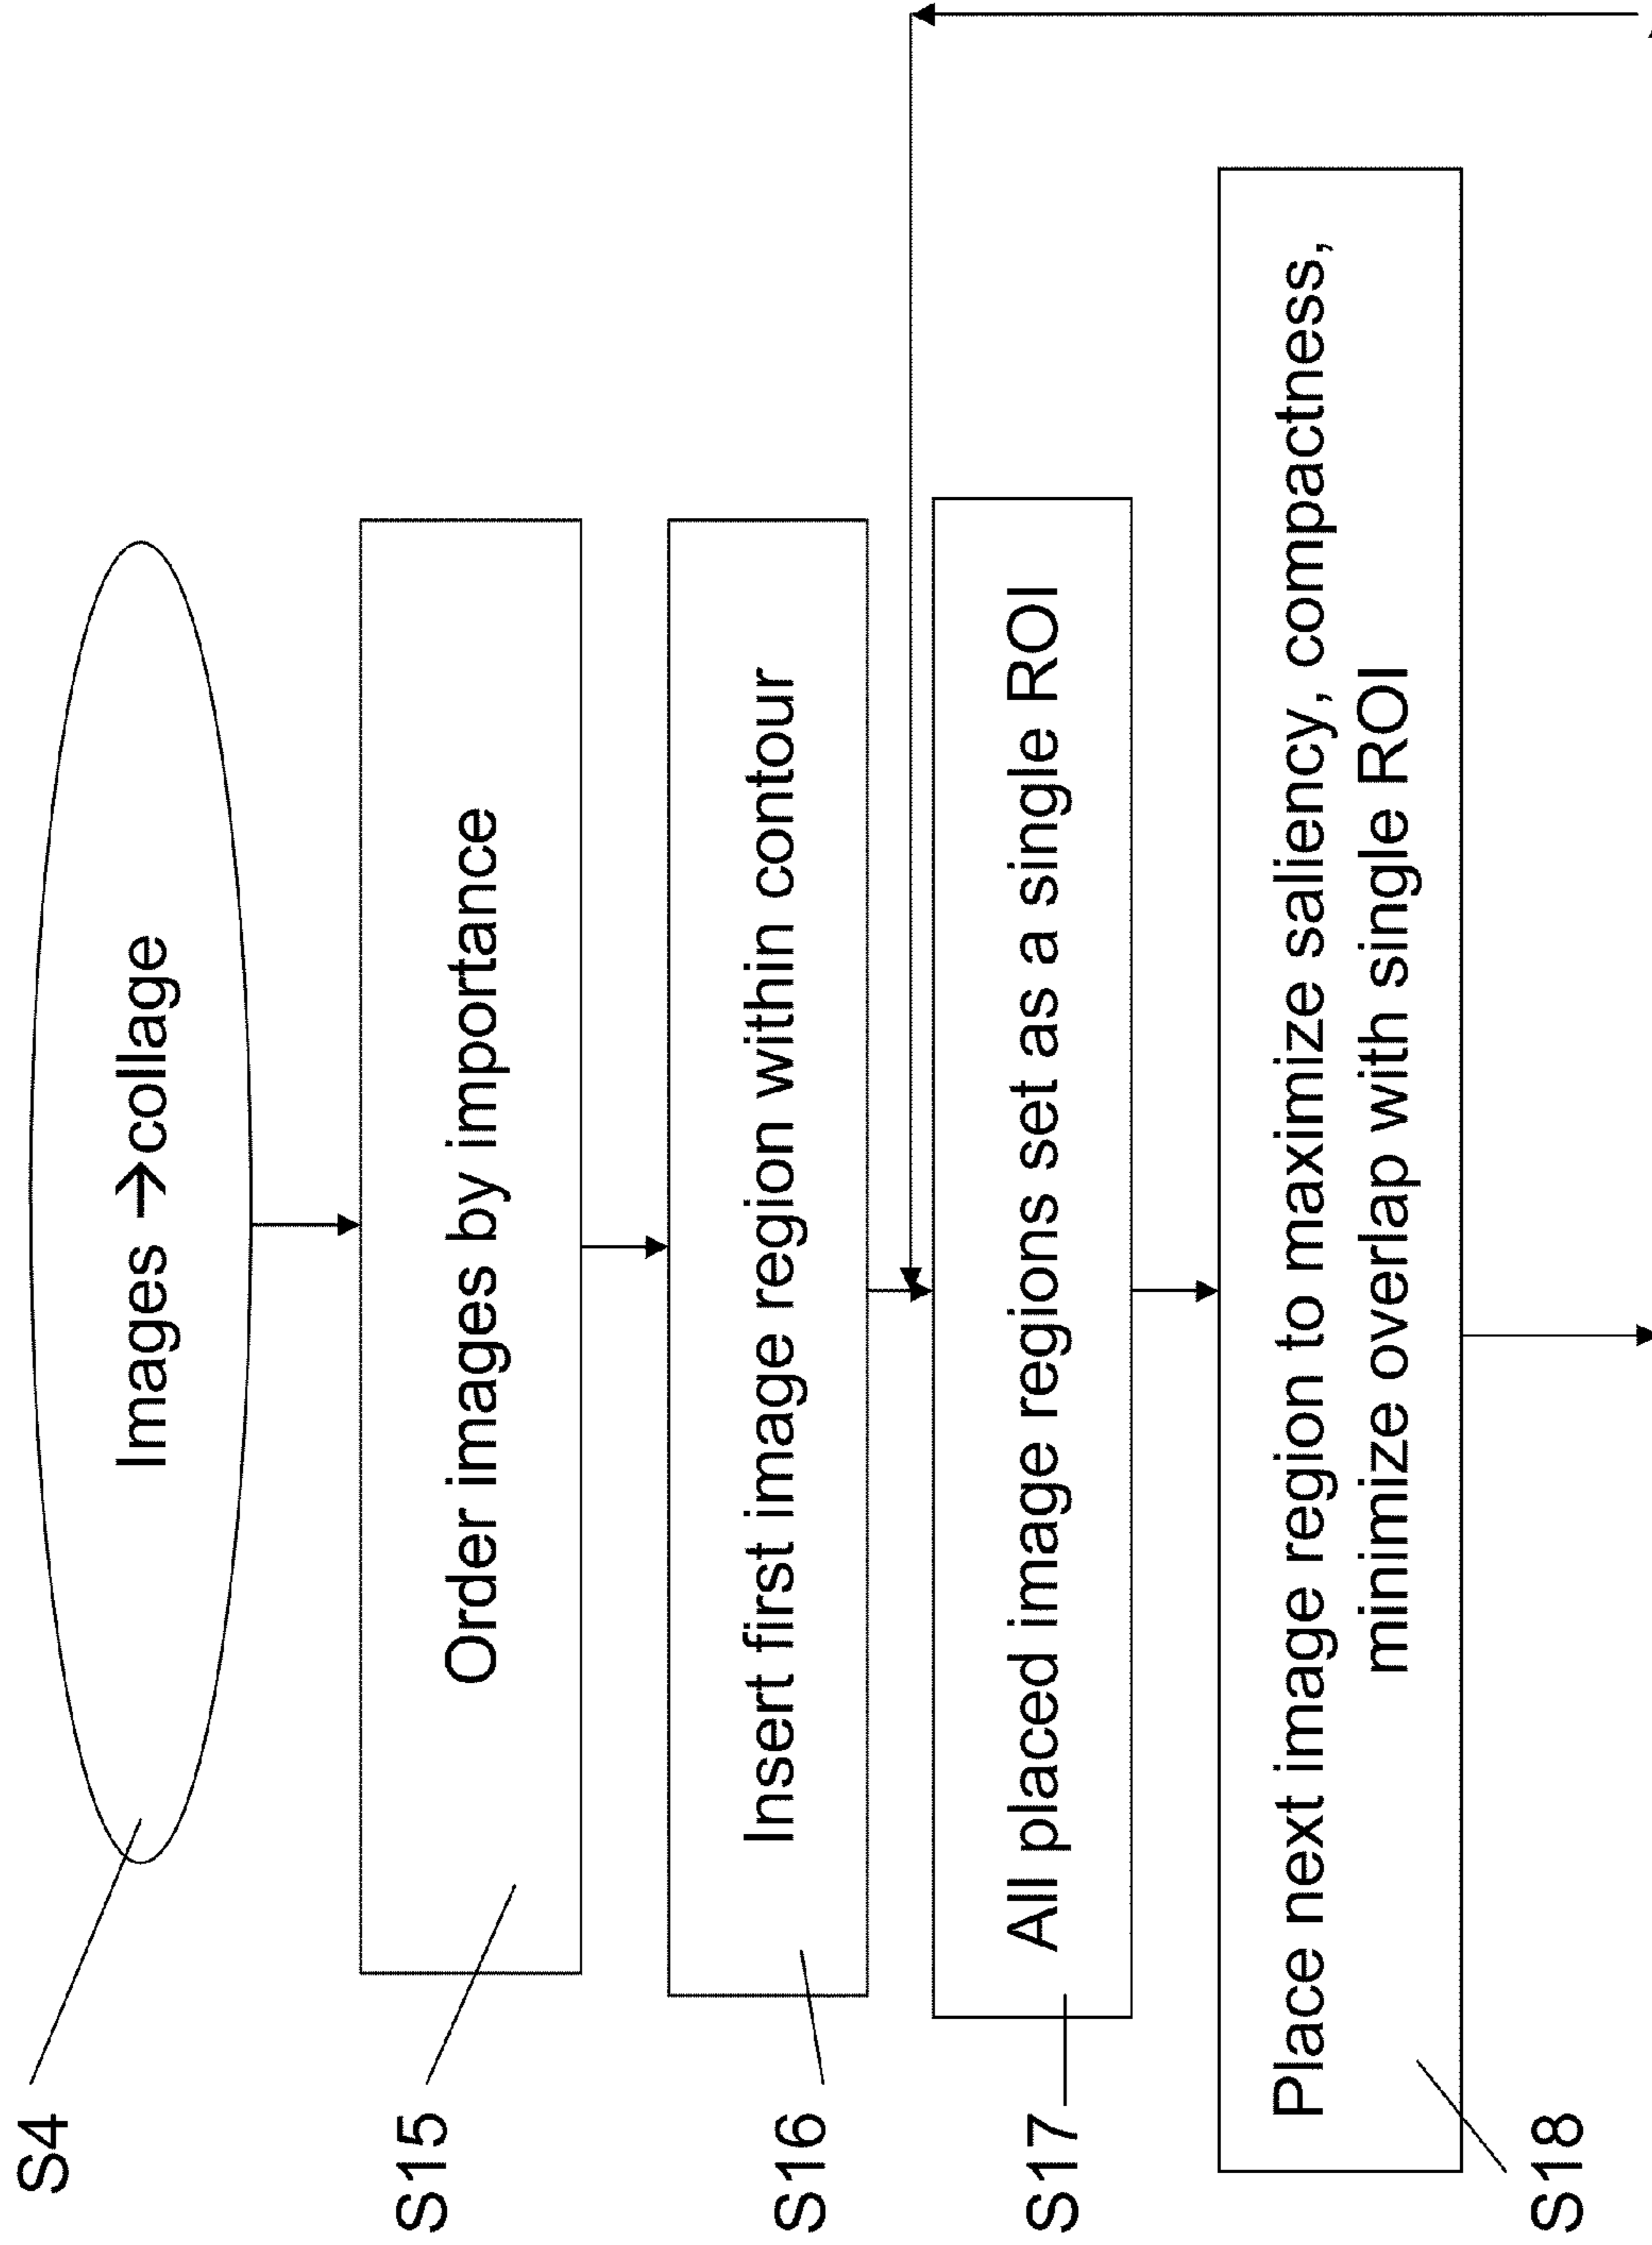 S4
Images →collage
S15
Order images by importance
S16
Insert first image region within contour
S17
All placed image regions set as a single ROI
S18
Place next image region to maximize saliency, compactness,
minimize overlap with single ROI